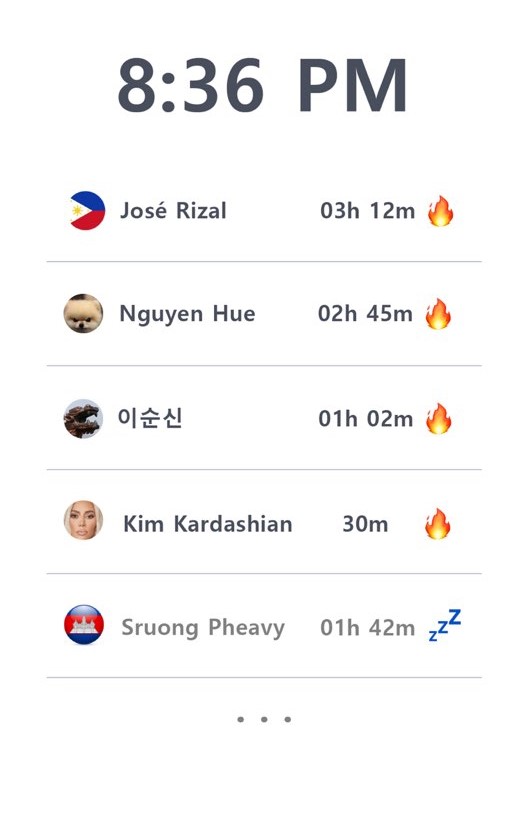 8:36 PM
José Rizal 03h 12m 🔥
Nguyen Hue 02h 45m 🔥
이순신 01h 02m 🔥
Kim Kardashian 30m 🔥
Sruong Pheavy 01h 42m 💤
...